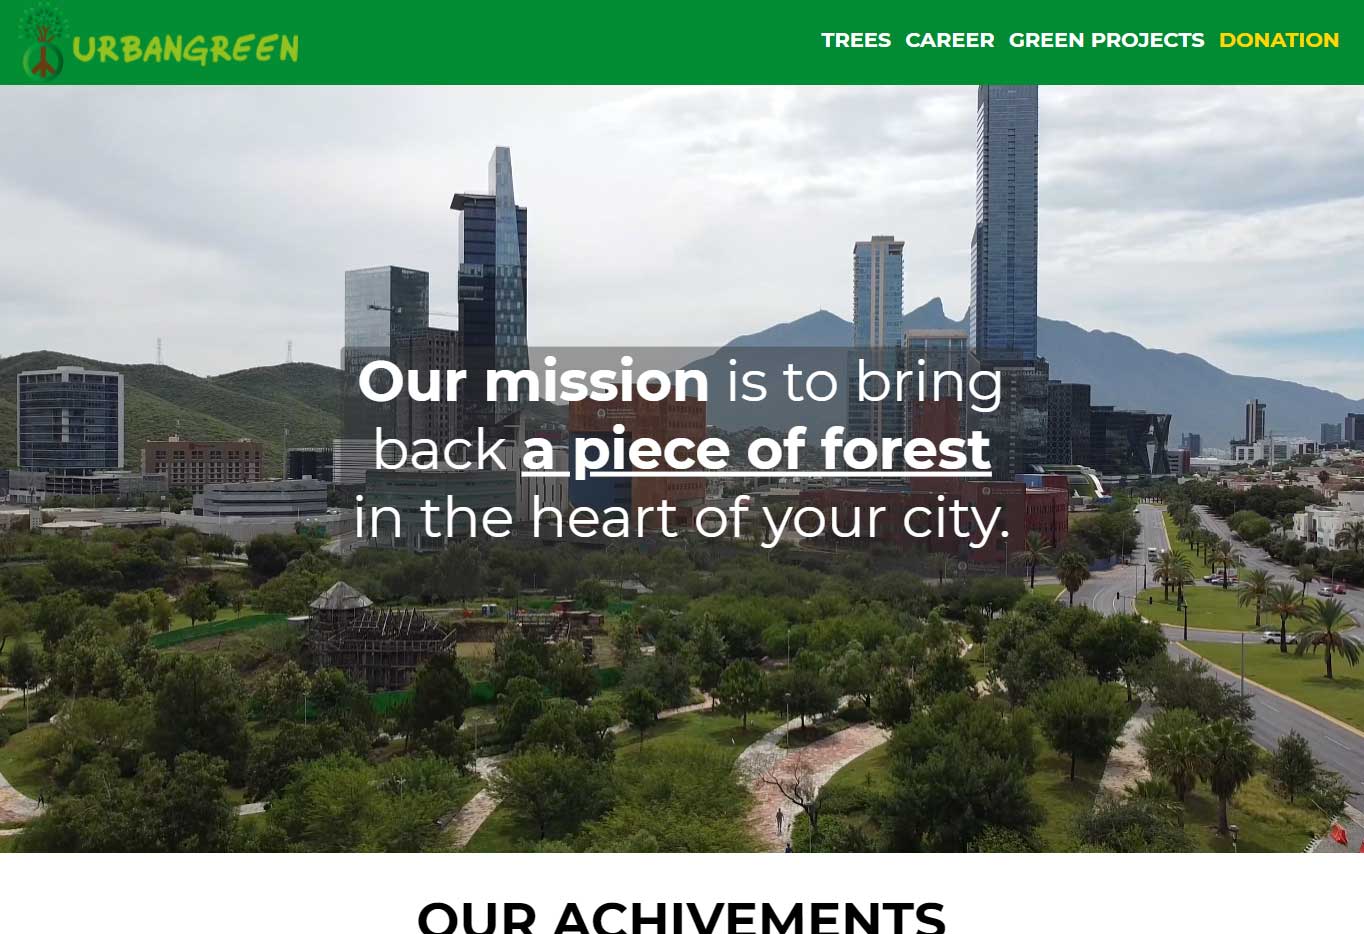 URBANGREEN
TREES CAREER GREEN PROJECTS DONATION
Our mission is to bring
back a piece of forest
in the heart of your city.
OUR ACHIVEMENTS